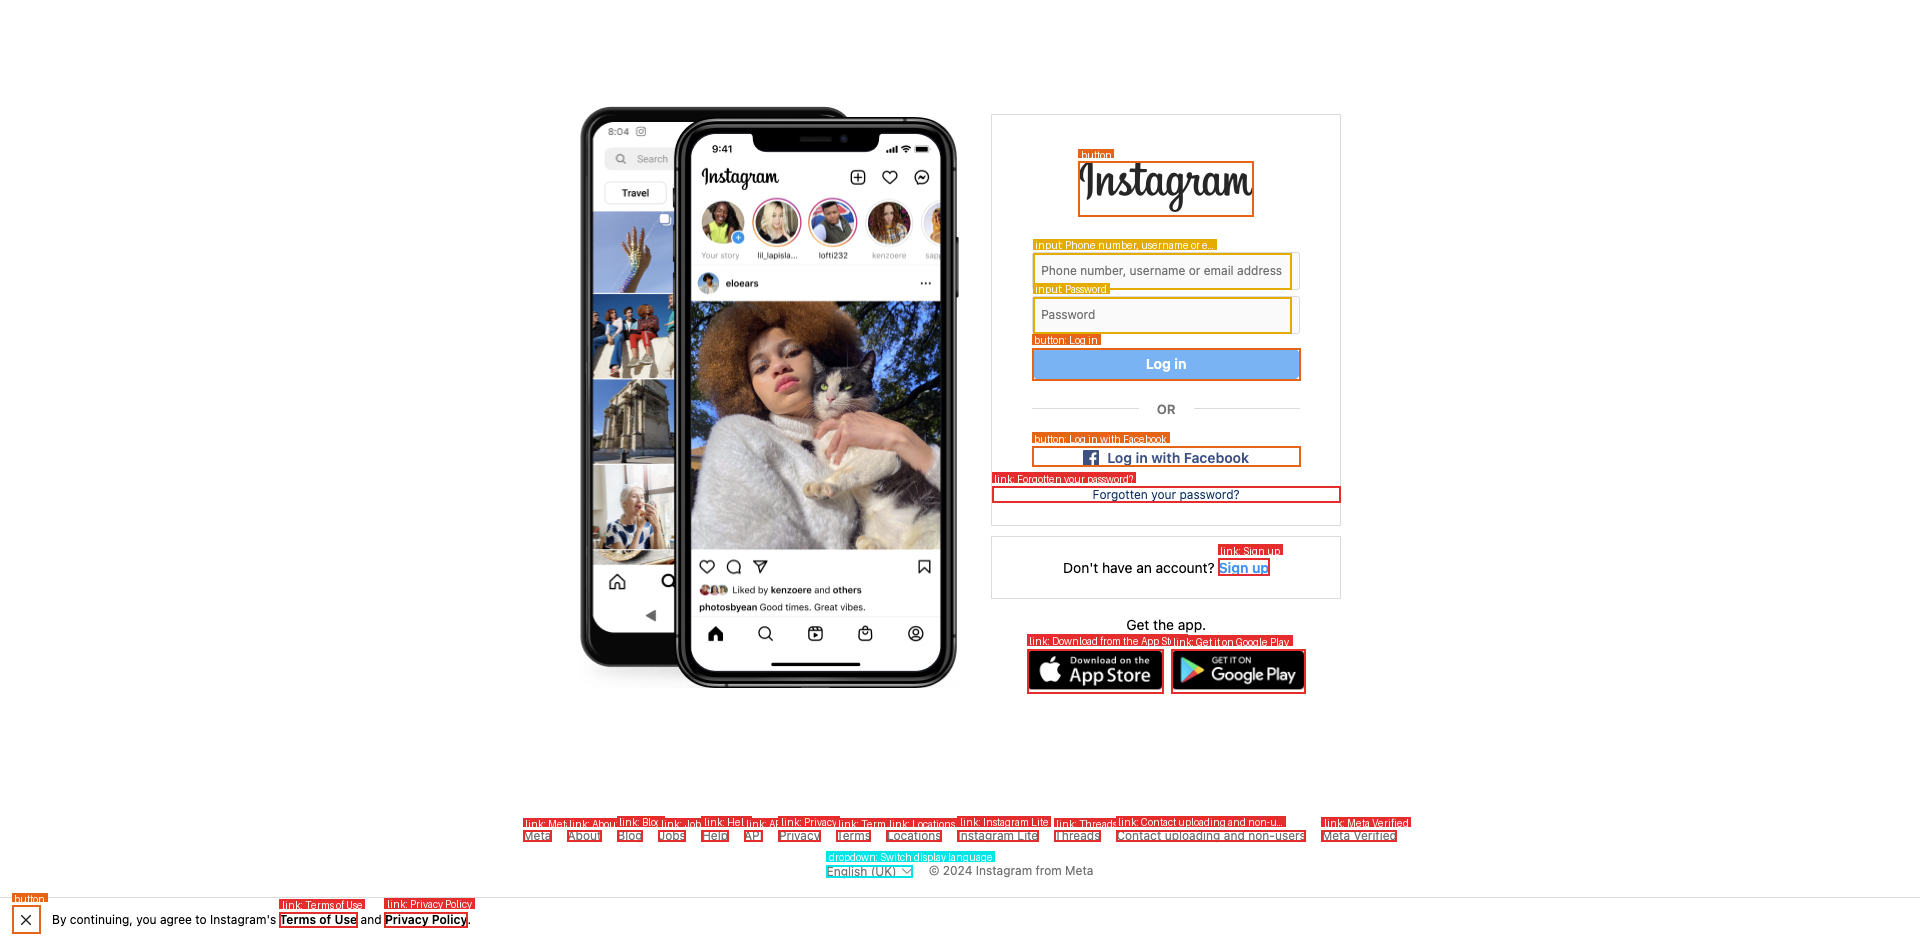 8:04
Search
Travel
9:41
Instagram
Your story
lil_lapisla...
lofti232
kenzoere
eloears
Liked by kenzoere and others
photosbyean Good times. Great vibes.
button
Instagram
input: Phone number, username or e...
Phone number, username or email address
input: Password
Password
button: Log in
Log in
OR
button: Log in with Facebook
Log in with Facebook
link: Forgotten your password?
Forgotten your password?
link: Sign up
Don't have an account? Sign up
Get the app.
link: Download from the App St
link: Get it on Google Play
Download on the
App Store
GET IT ON
Google Play
link: Met link: Abou link: Blog link: Job link: Hel link: AP link: Privacy link: Term link: Locations link: Instagram Lite link: Threads link: Contact uploading and non-u... link: Meta Verified
Meta About Blog Jobs Help API Privacy Terms Locations Instagram Lite Threads Contact uploading and non-users Meta Verified
dropdown: Switch display language
English (UK) © 2024 Instagram from Meta
button link: Terms of Use link: Privacy Policy
By continuing, you agree to Instagram's Terms of Use and Privacy Policy.